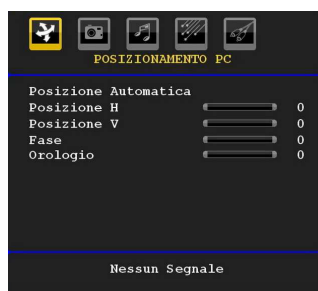 POSIZIONAMENTO PC
Posizione Automatica
Posizione H 0
Posizione V 0
Fase 0
Orologio 0
Nessun Segnale